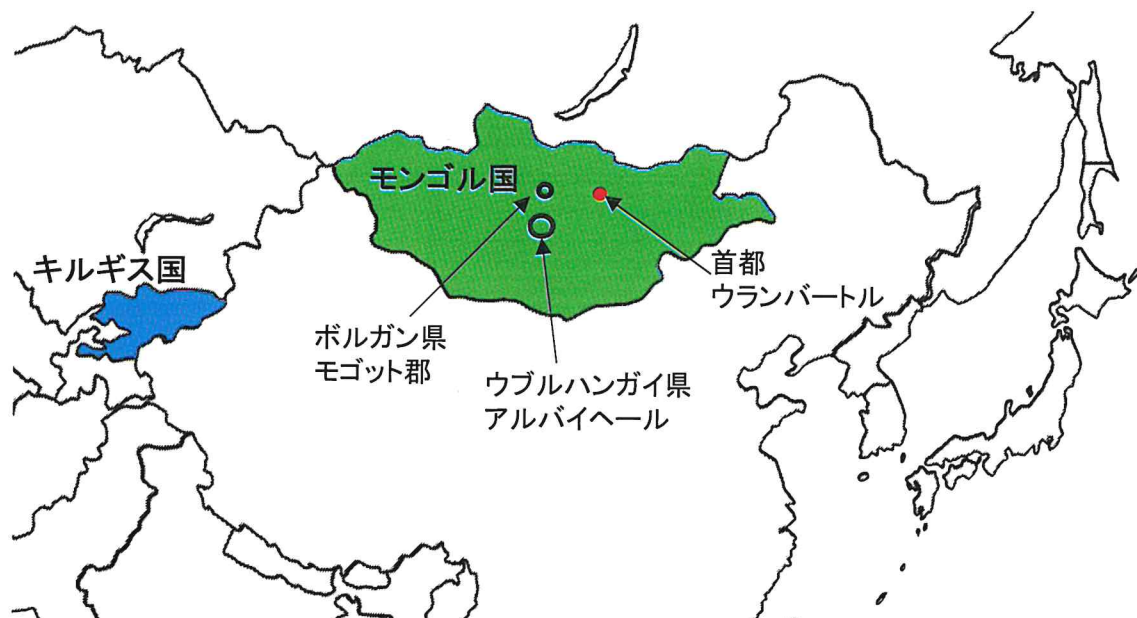 モンゴル国
キルギス国
首都
ウランバートル
ボルガン県
モゴット郡
ウブルハンガイ県
アルバイヘール